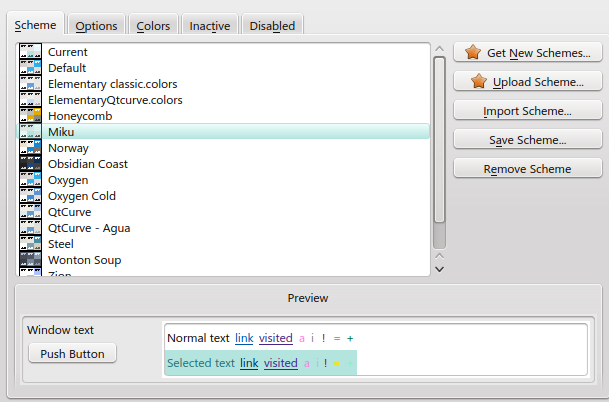 Scheme Options Colors Inactive Disabled
Current
Default
Elementary classic.colors
ElementaryQtcurve.colors
Honeycomb
Miku
Norway
Obsidian Coast
Oxygen
Oxygen Cold
QtCurve
QtCurve - Agua
Steel
Wonton Soup
Zion
Get New Schemes...
Upload Scheme...
Import Scheme...
Save Scheme...
Remove Scheme
Preview
Window text
Push Button
Normal text link visited a i ! = +
Selected text link visited a i ! = +